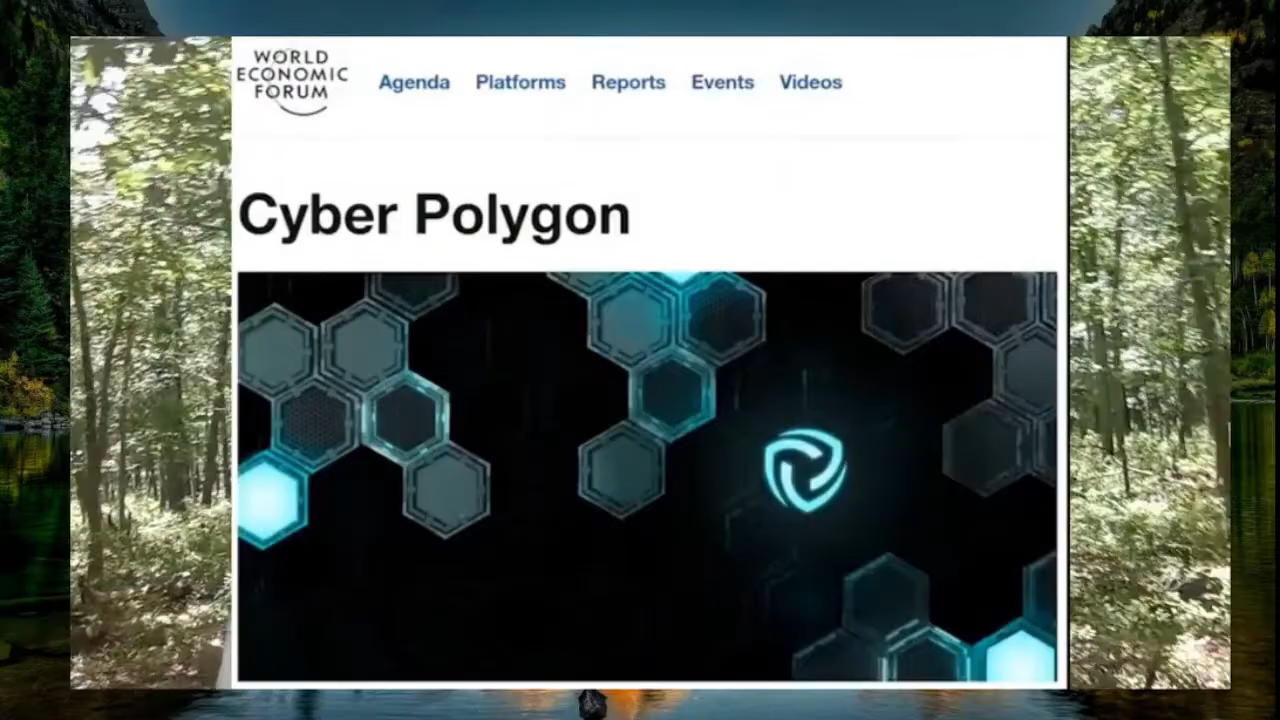 WORLD
ECONOMIC
FORUM
Agenda Platforms Reports Events Videos
Cyber Polygon